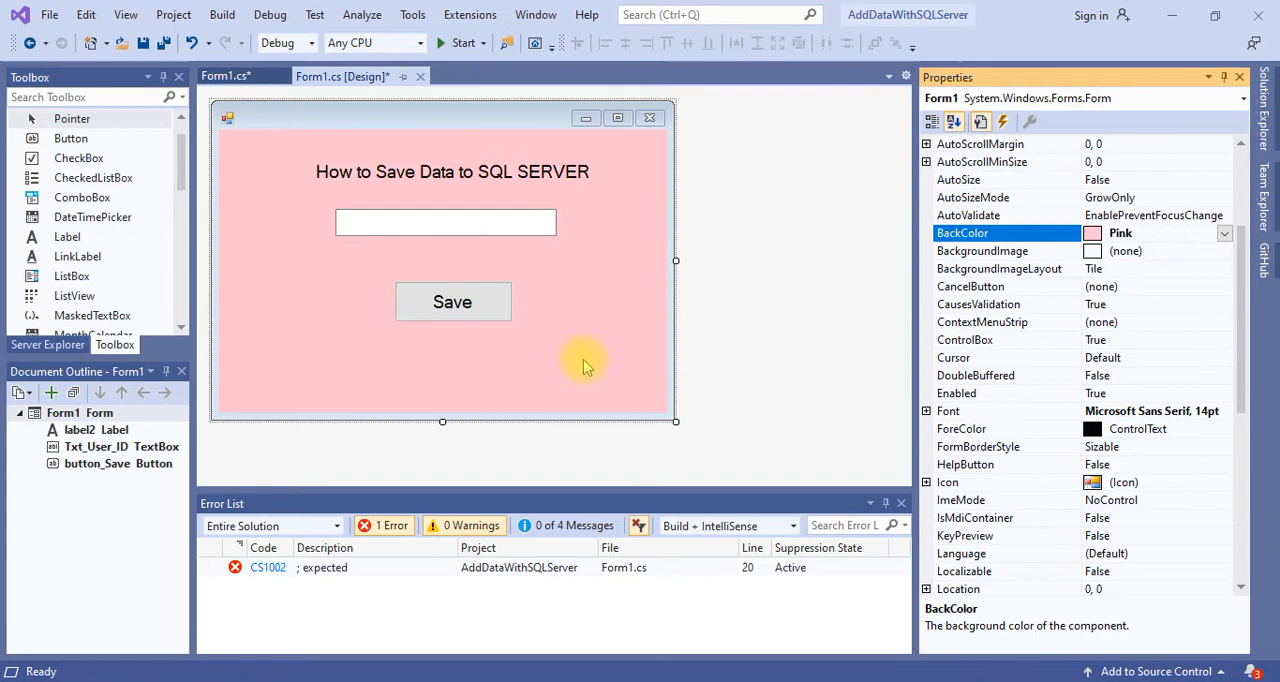 File Edit View Project Build Debug Test Analyze Tools Extensions Window Help Search (Ctrl+Q) AddDataWithSQLServer Sign in
Debug Any CPU Start
Toolbox
Search Toolbox
Pointer
Button
CheckBox
CheckedListBox
ComboBox
DateTimePicker
Label
LinkLabel
ListBox
ListView
MaskedTextBox
MonthCalendar
Server Explorer Toolbox
Document Outline - Form1
Form1 Form
label2 Label
Txt_User_ID TextBox
button_Save Button
Form1.cs* Form1.cs [Design]*
How to Save Data to SQL SERVER
Save
Error List
Entire Solution 1 Error 0 Warnings 0 of 4 Messages Build + IntelliSense Search Error L
Code Description Project File Line Suppression State
CS1002 ; expected AddDataWithSQLServer Form1.cs 20 Active
Properties
Form1 System.Windows.Forms.Form
AutoScrollMargin 0, 0
AutoScrollMinSize 0, 0
AutoSize False
AutoSizeMode GrowOnly
AutoValidate EnablePreventFocusChange
BackColor Pink
BackgroundImage (none)
BackgroundImageLayout Tile
CancelButton (none)
CausesValidation True
ContextMenuStrip (none)
ControlBox True
Cursor Default
DoubleBuffered False
Enabled True
Font Microsoft Sans Serif, 14pt
ForeColor ControlText
FormBorderStyle Sizable
HelpButton False
Icon (Icon)
ImeMode NoControl
IsMdiContainer False
KeyPreview False
Language (Default)
Localizable False
Location 0, 0
BackColor
The background color of the component.
Solution Explorer
Team Explorer
GitHub
Ready Add to Source Control 3